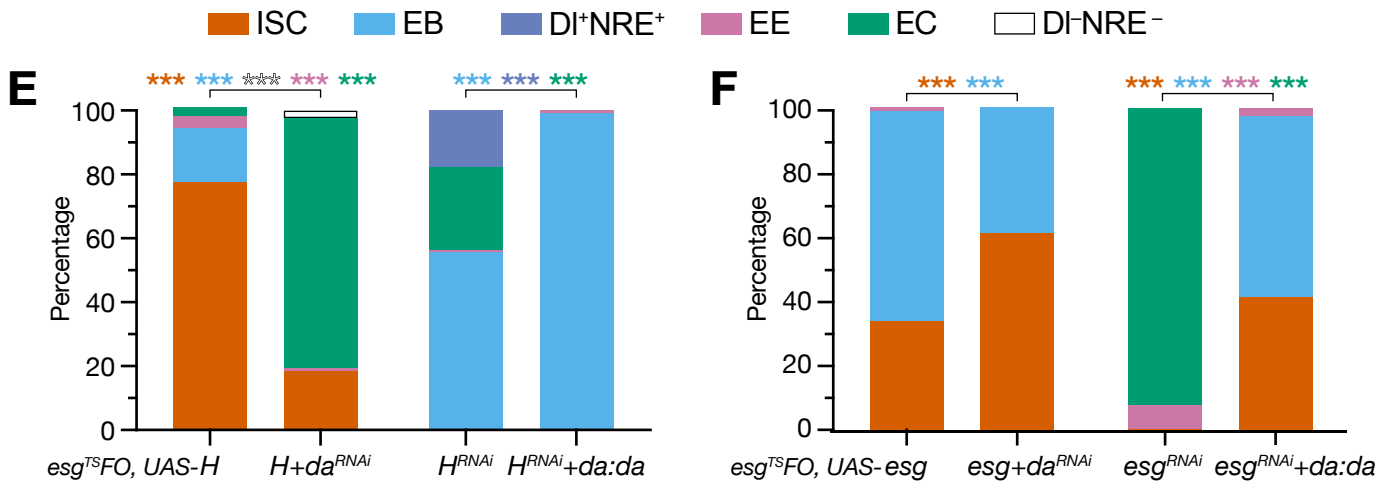 ISC EB Dl⁺NRE⁺ EE EC Dl⁻NRE⁻
E *** *** *** *** *** *** *** ***
F *** *** *** *** *** ***
Percentage
100
80
60
40
20
0
esgᵀˢFO, UAS-H H+daᴿᴺᴬⁱ Hᴿᴺᴬⁱ Hᴿᴺᴬⁱ+da:da
Percentage
100
80
60
40
20
0
esgᵀˢFO, UAS-esg esg+daᴿᴺᴬⁱ esgᴿᴺᴬⁱ esgᴿᴺᴬⁱ+da:da